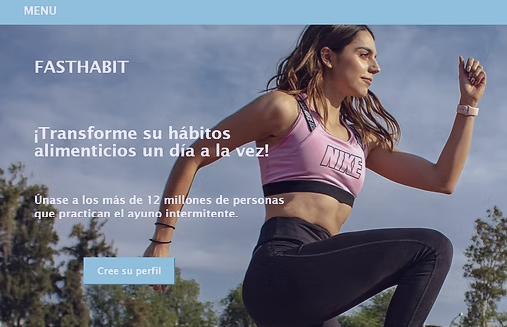 MENU
FASTHABIT
¡Transforme su hábitos
alimenticios un día a la vez!
NIKE
Únase a los más de 12 millones de personas
que practican el ayuno intermitente.
Cree su perfil